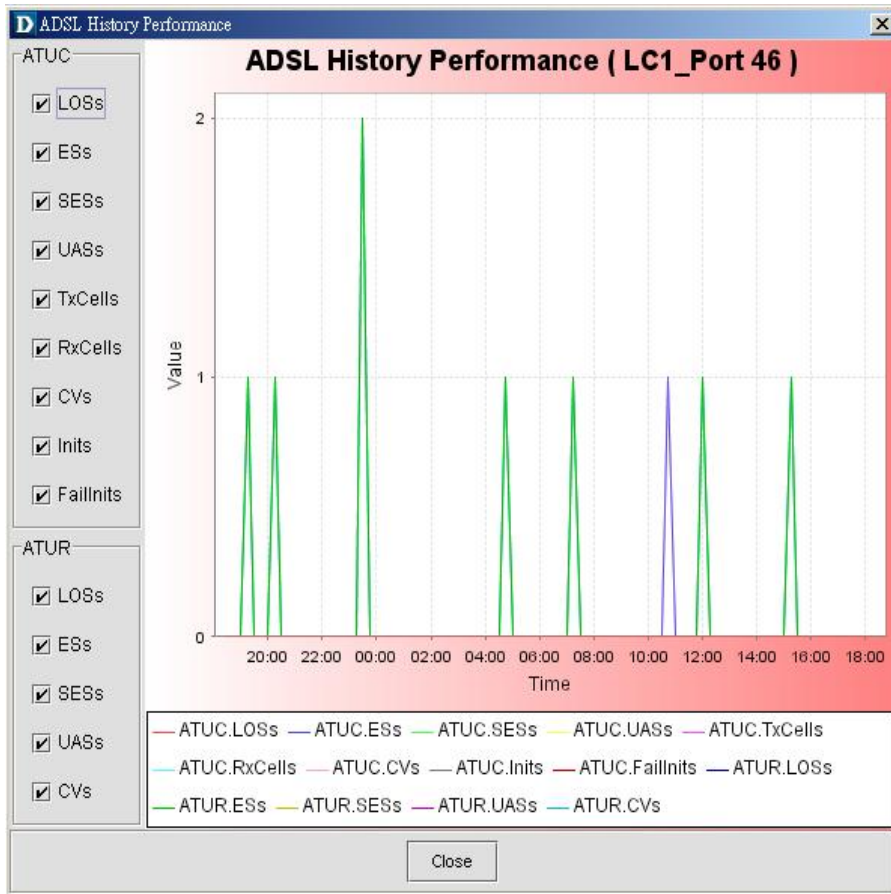 ADSL History Performance
ATUC
LOSs
ESs
SESs
UASs
TxCells
RxCells
CVs
Inits
FailInits
ATUR
LOSs
ESs
SESs
UASs
CVs
ADSL History Performance ( LC1_Port 46 )
Value
2
1
0
20:00 22:00 00:00 02:00 04:00 06:00 08:00 10:00 12:00 14:00 16:00 18:00
Time
ATUC.LOSs ATUC.ESs ATUC.SESs ATUC.UASs ATUC.TxCells
ATUC.RxCells ATUC.CVs ATUC.Inits ATUC.FailInits ATUR.LOSs
ATUR.ESs ATUR.SESs ATUR.UASs ATUR.CVs
Close